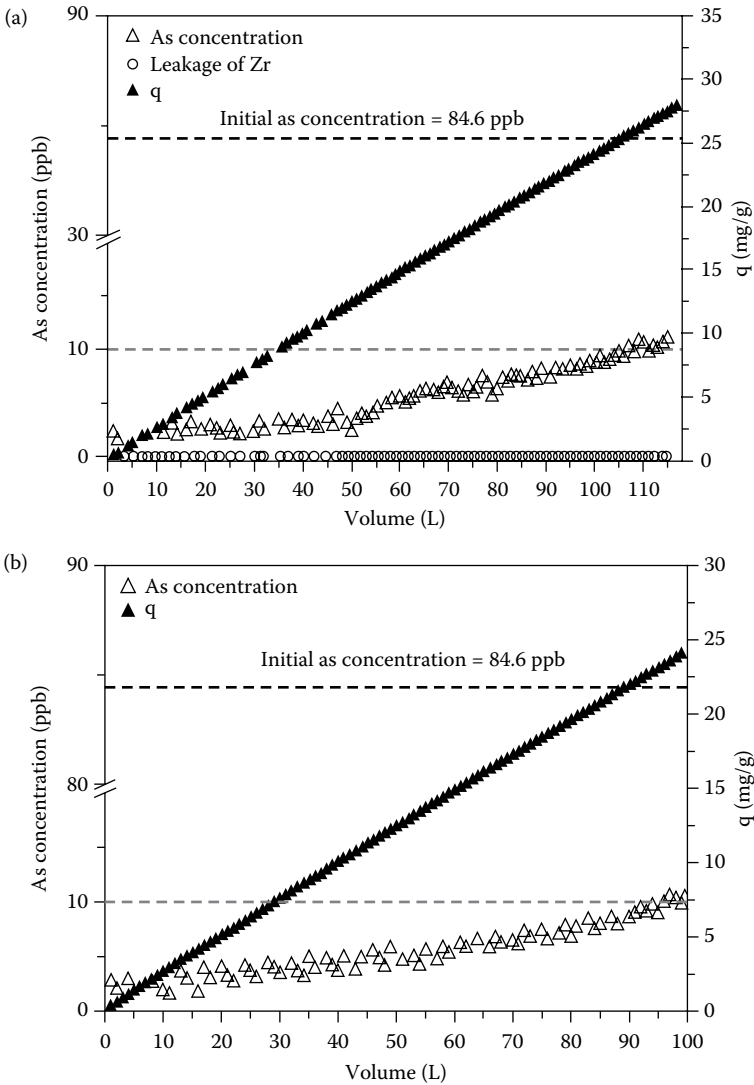 (a)
90
30
10
0
As concentration (ppb)
As concentration
Leakage of Zr
q
Initial as concentration = 84.6 ppb
35
30
25
20
15
10
5
0
q (mg/g)
0 10 20 30 40 50 60 70 80 90 100 110
Volume (L)
(b)
90
80
10
0
As concentration (ppb)
As concentration
q
Initial as concentration = 84.6 ppb
30
25
20
15
10
5
0
q (mg/g)
0 10 20 30 40 50 60 70 80 90 100
Volume (L)